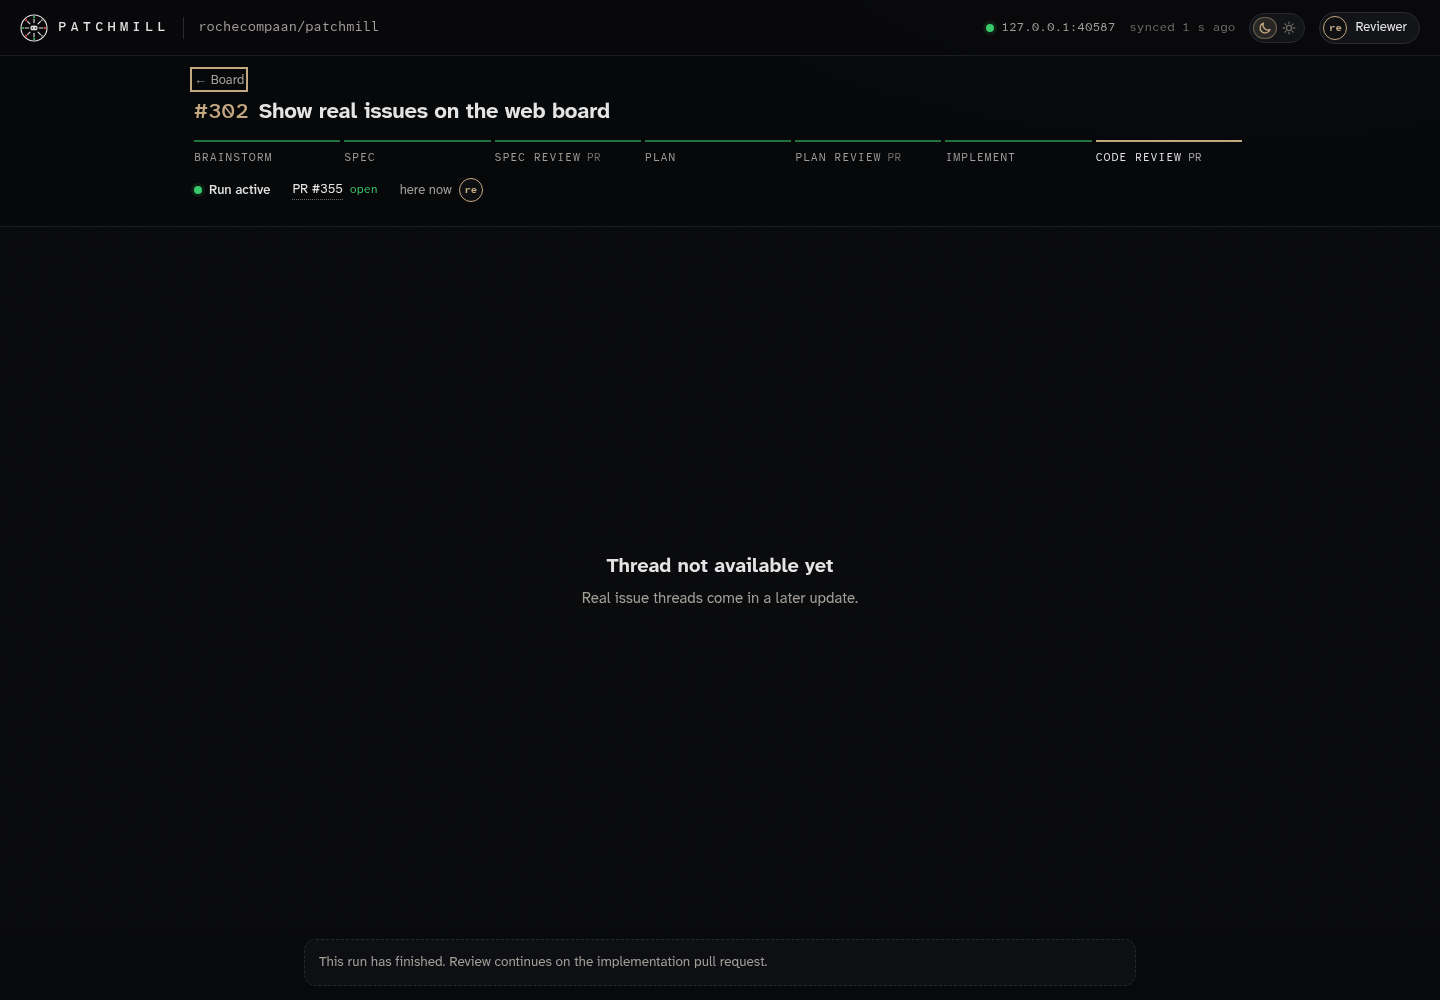 PATCHMILL rochecompaan/patchmill 127.0.0.1:40587 synced 1 s ago re Reviewer
← Board
#302 Show real issues on the web board
BRAINSTORM SPEC SPEC REVIEW PR PLAN PLAN REVIEW PR IMPLEMENT CODE REVIEW PR
Run active PR #355 open here now re
Thread not available yet
Real issue threads come in a later update.
This run has finished. Review continues on the implementation pull request.